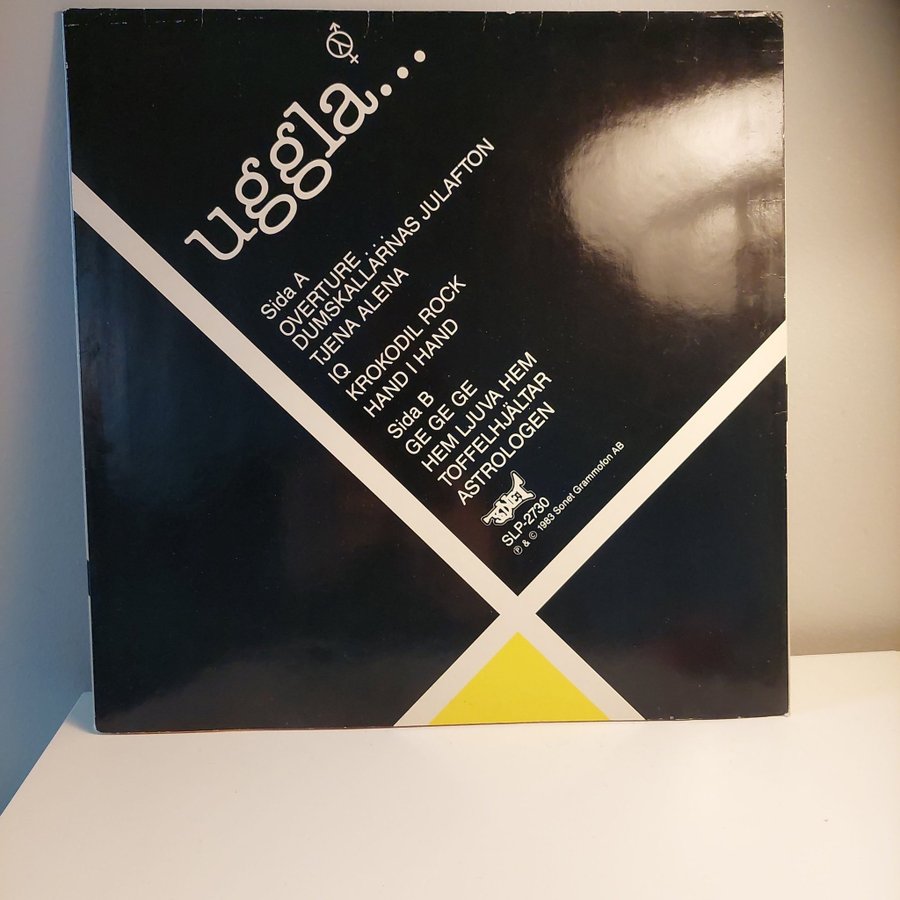 uggla...
Sida A
OVERTURE...
DUMSKALLARNAS JULAFTON
TJENA ALENA
IQ
KROKODIL ROCK
HAND I HAND
Sida B
GE GE GE
HEM LJUVA HEM
TOFFELHJÄLTAR
ASTROLOGEN
SONET
SLP-2730
℗ & © 1983 Sonet Grammofon AB